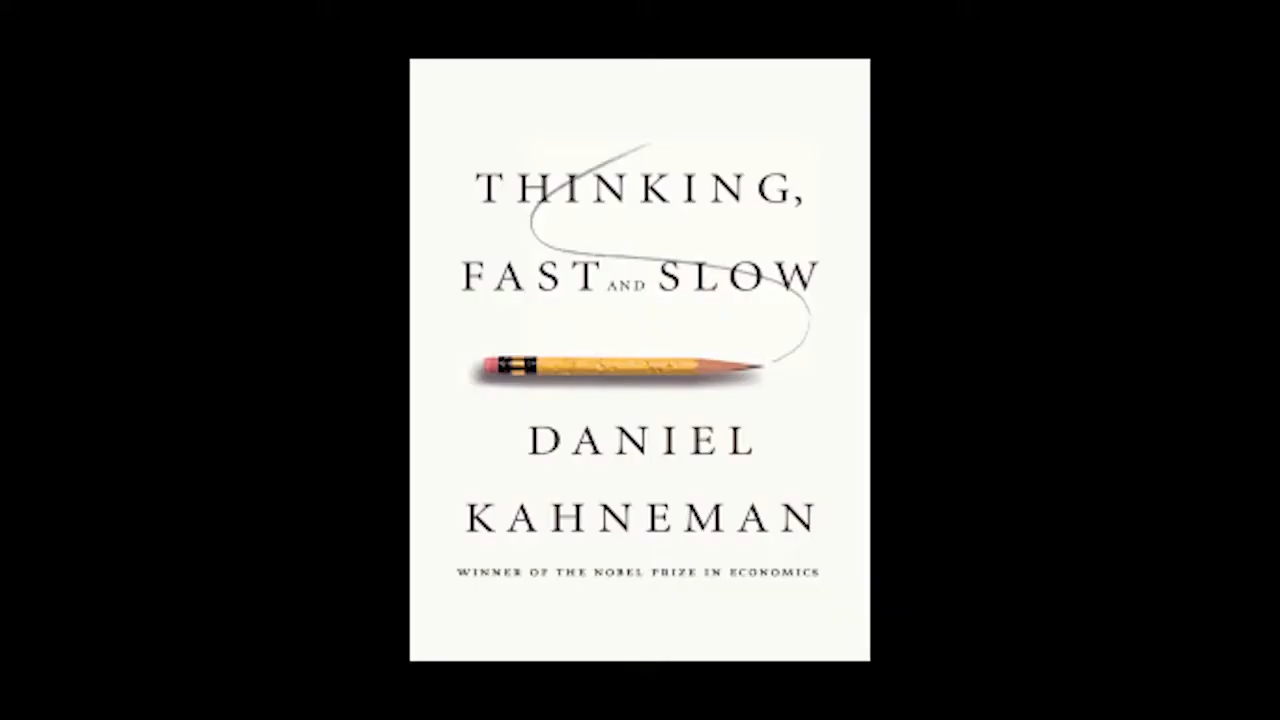 THINKING,
FAST AND SLOW
DANIEL
KAHNEMAN
WINNER OF THE NOBEL PRIZE IN ECONOMICS